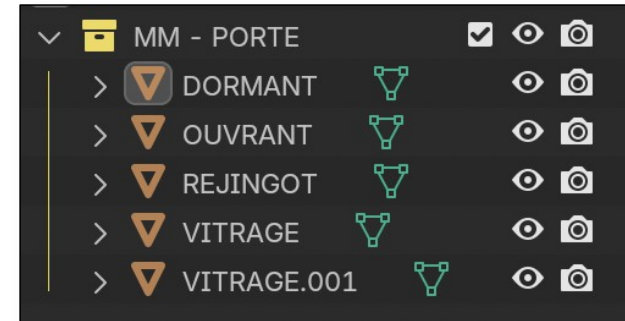 MM - PORTE
DORMANT
OUVRANT
REJINGOT
VITRAGE
VITRAGE.001